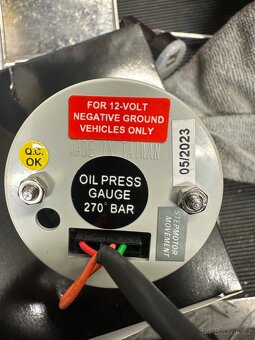 FOR 12-VOLT
NEGATIVE GROUND
VEHICLES ONLY
MADE IN TAIWAN
Q.C.
OK
05/2023
OIL PRESS
GAUGE
270° BAR
STEPMOTOR
MOVEMENT